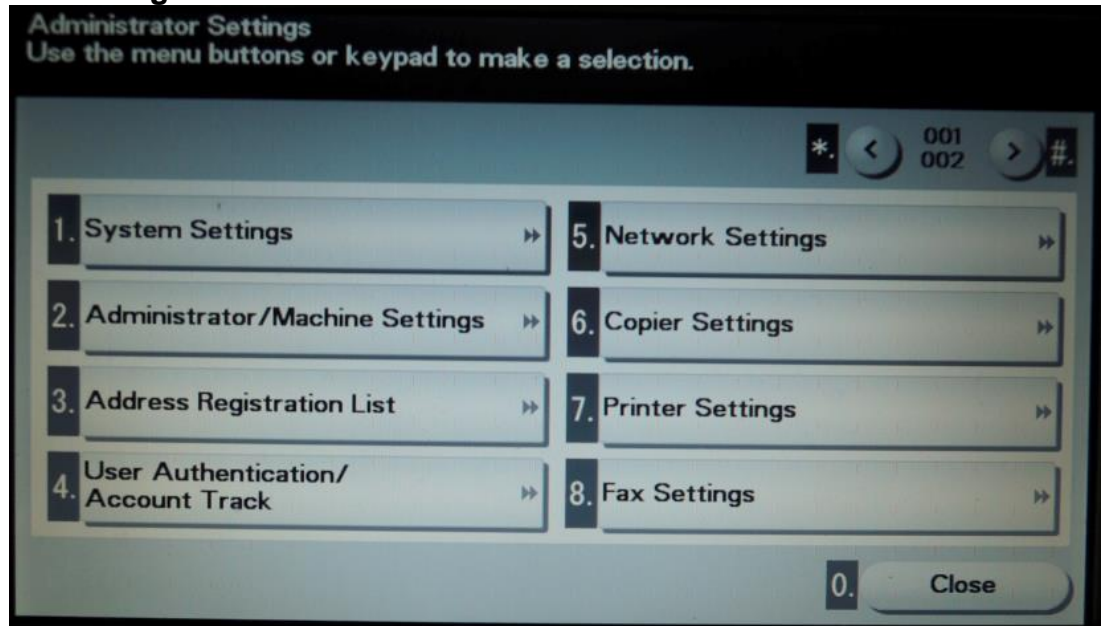 Administrator Settings
Use the menu buttons or keypad to make a selection.
*. < 001 > #.
002
1. System Settings
2. Administrator/Machine Settings
3. Address Registration List
4. User Authentication/
Account Track
5. Network Settings
6. Copier Settings
7. Printer Settings
8. Fax Settings
0. Close